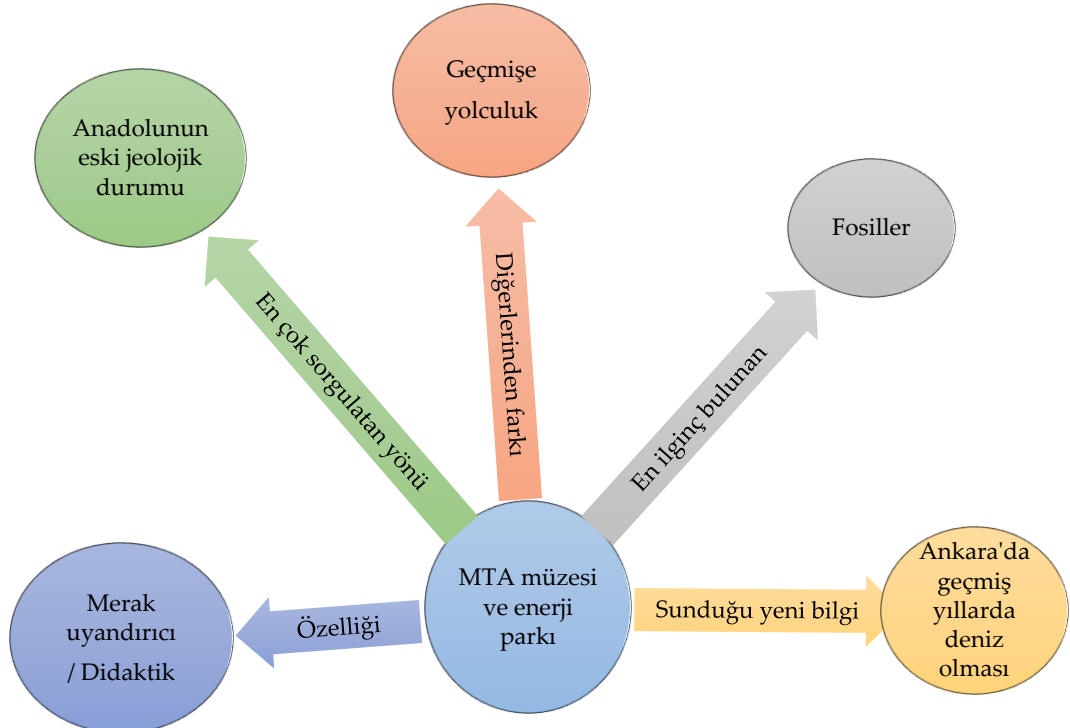 Geçmişe
yolculuk
Anadolunun
eski jeolojik
durumu
Fosiller
En çok sorgulatan yönü
Diğerlerinden farkı
En ilginç bulunan
Merak
uyandırıcı
/ Didaktik
Özelliği
MTA müzesi
ve enerji
parkı
Sunduğu yeni bilgi
Ankara'da
geçmiş
yıllarda
deniz
olması